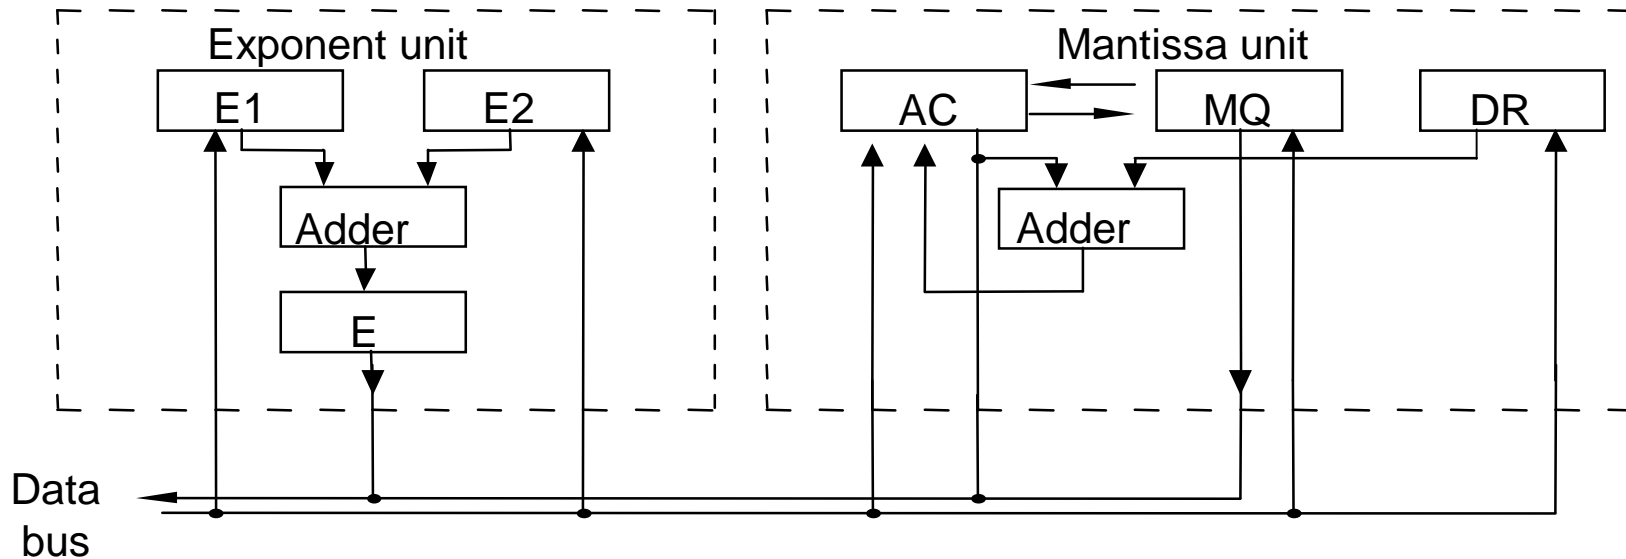 Exponent unit
Mantissa unit
E1
E2
AC
MQ
DR
Adder
Adder
E
Data
bus